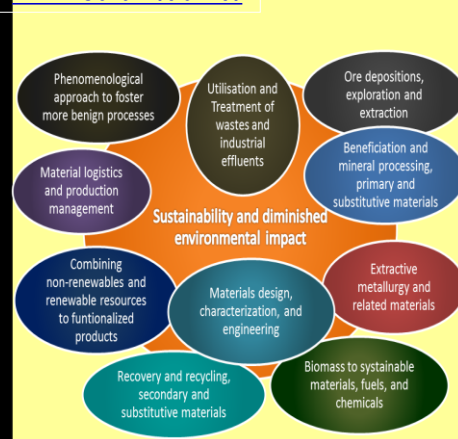 Phenomenological
approach to foster
more benign processes
Utilisation and
Treatment of
wastes and
industrial
effluents
Ore depositions,
exploration and
extraction
Material logistics
and production
management
Beneficiation and
mineral processing,
primary and
substitutive materials
Sustainability and diminished
environmental impact
Combining
non-renewables and
renewable resources
to funtionalized
products
Materials design,
characterization, and
engineering
Extractive
metallurgy and
related materials
Recovery and recycling,
secondary and
substitutive materials
Biomass to systainable
materials, fuels, and
chemicals